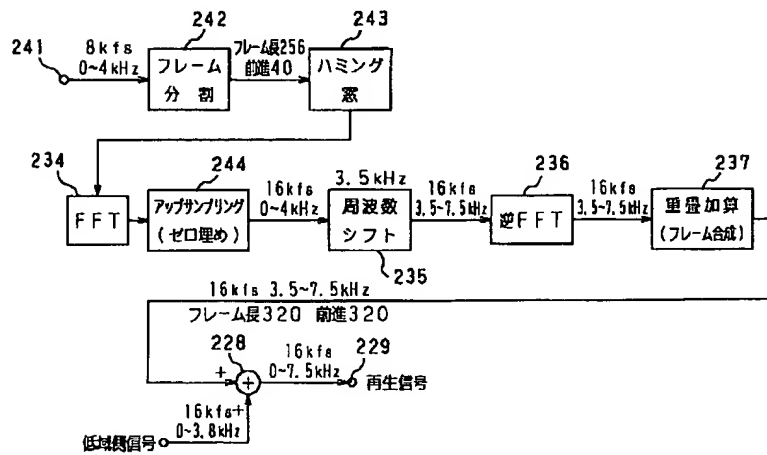 242
243
241
8kfs
0~4kHz
フレーム
分割
フレーム長256
前進40
ハミング
窓
234
244
236
237
FFT
アップサンプリング
(ゼロ埋め)
16kfs
0~4kHz
3.5kHz
周波数
シフト
235
16kfs
3.5~7.5kHz
逆FFT
16kfs
3.5~7.5kHz
重畳加算
(フレーム合成)
16kfs 3.5~7.5kHz
フレーム長320 前進320
228
229
+
+
16kfs
0~7.5kHz
再生信号
16kfs+
0~3.8kHz
低域側信号